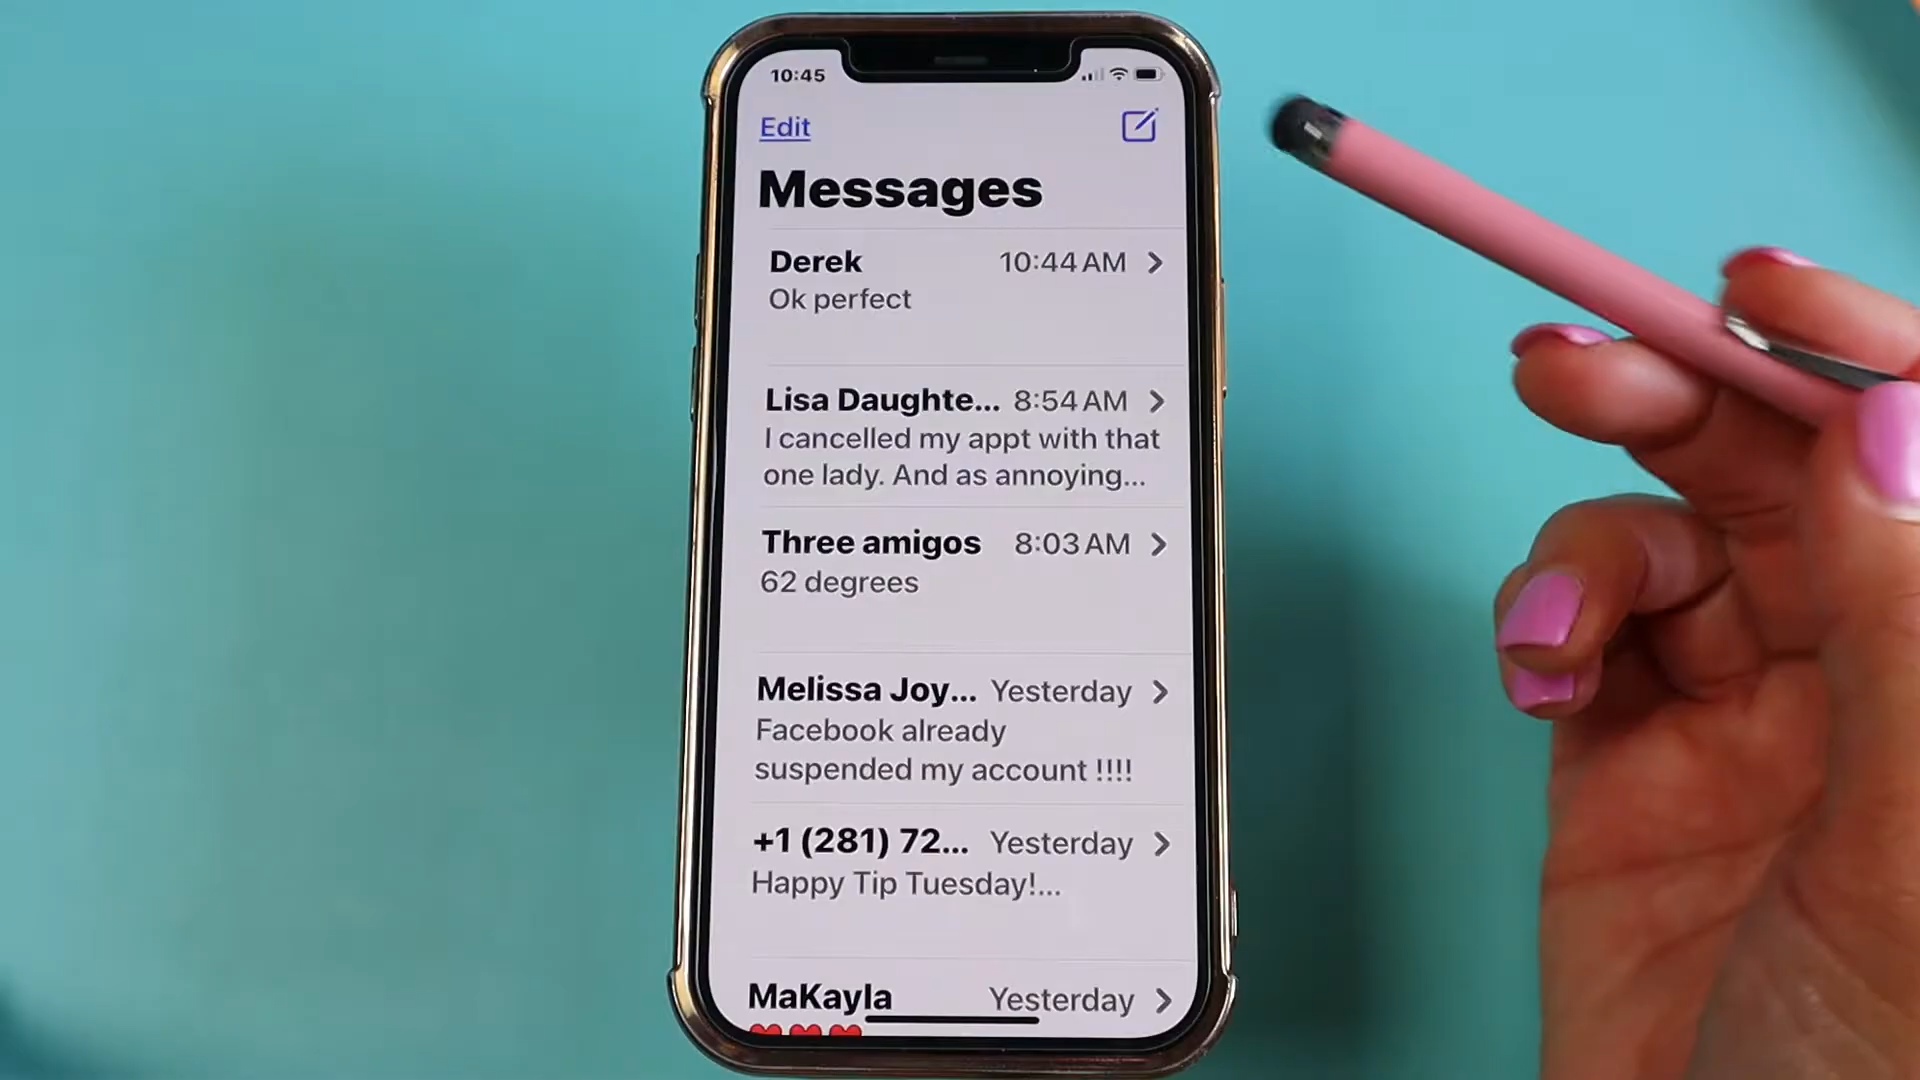 10:45
Edit
Messages
Derek 10:44 AM
Ok perfect
Lisa Daughte... 8:54 AM
I cancelled my appt with that
one lady. And as annoying...
Three amigos 8:03 AM
62 degrees
Melissa Joy... Yesterday
Facebook already
suspended my account !!!!
+1 (281) 72... Yesterday
Happy Tip Tuesday!...
MaKayla Yesterday